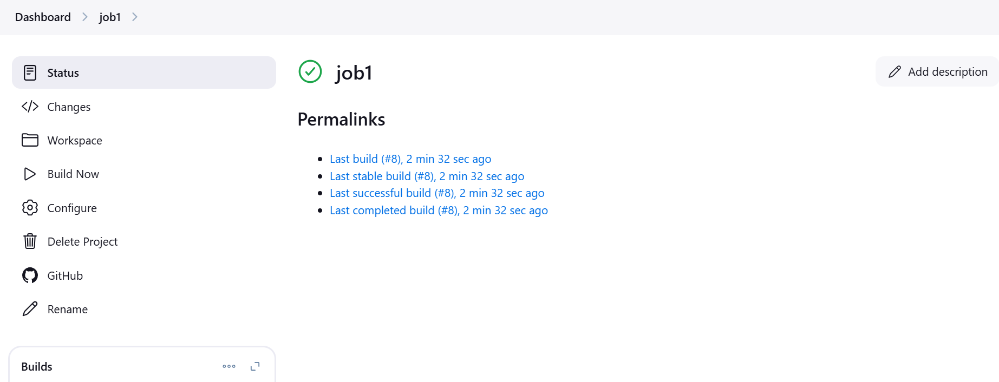 Dashboard job1
Status
Changes
Workspace
Build Now
Configure
Delete Project
GitHub
Rename
Builds
job1
Add description
Permalinks
Last build (#8), 2 min 32 sec ago
Last stable build (#8), 2 min 32 sec ago
Last successful build (#8), 2 min 32 sec ago
Last completed build (#8), 2 min 32 sec ago